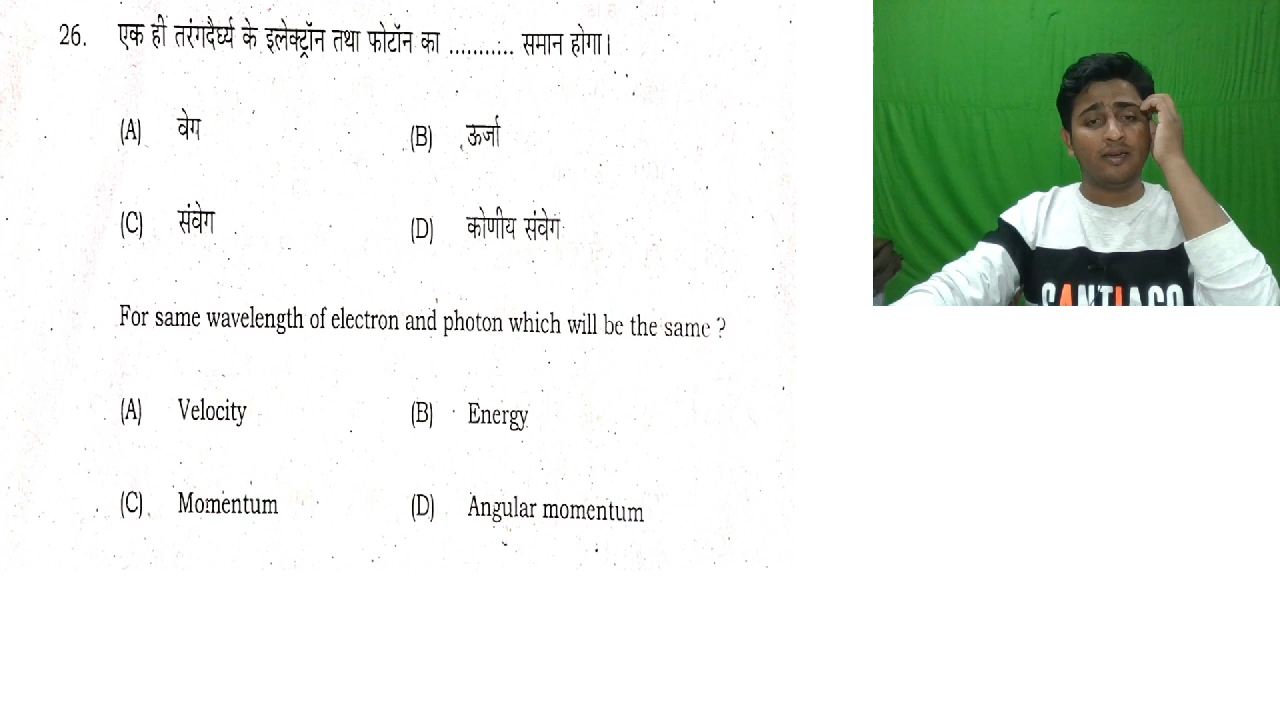 26. एक ही तरंगदैर्घ्य के इलेक्ट्रॉन तथा फोटॉन का ........... समान होगा।
(A) वेग (B) ऊर्जा
(C) संवेग (D) कोणीय संवेग
For same wavelength of electron and photon which will be the same ?
(A) Velocity (B) Energy
(C) Momentum (D) Angular momentum
SANTIAGO